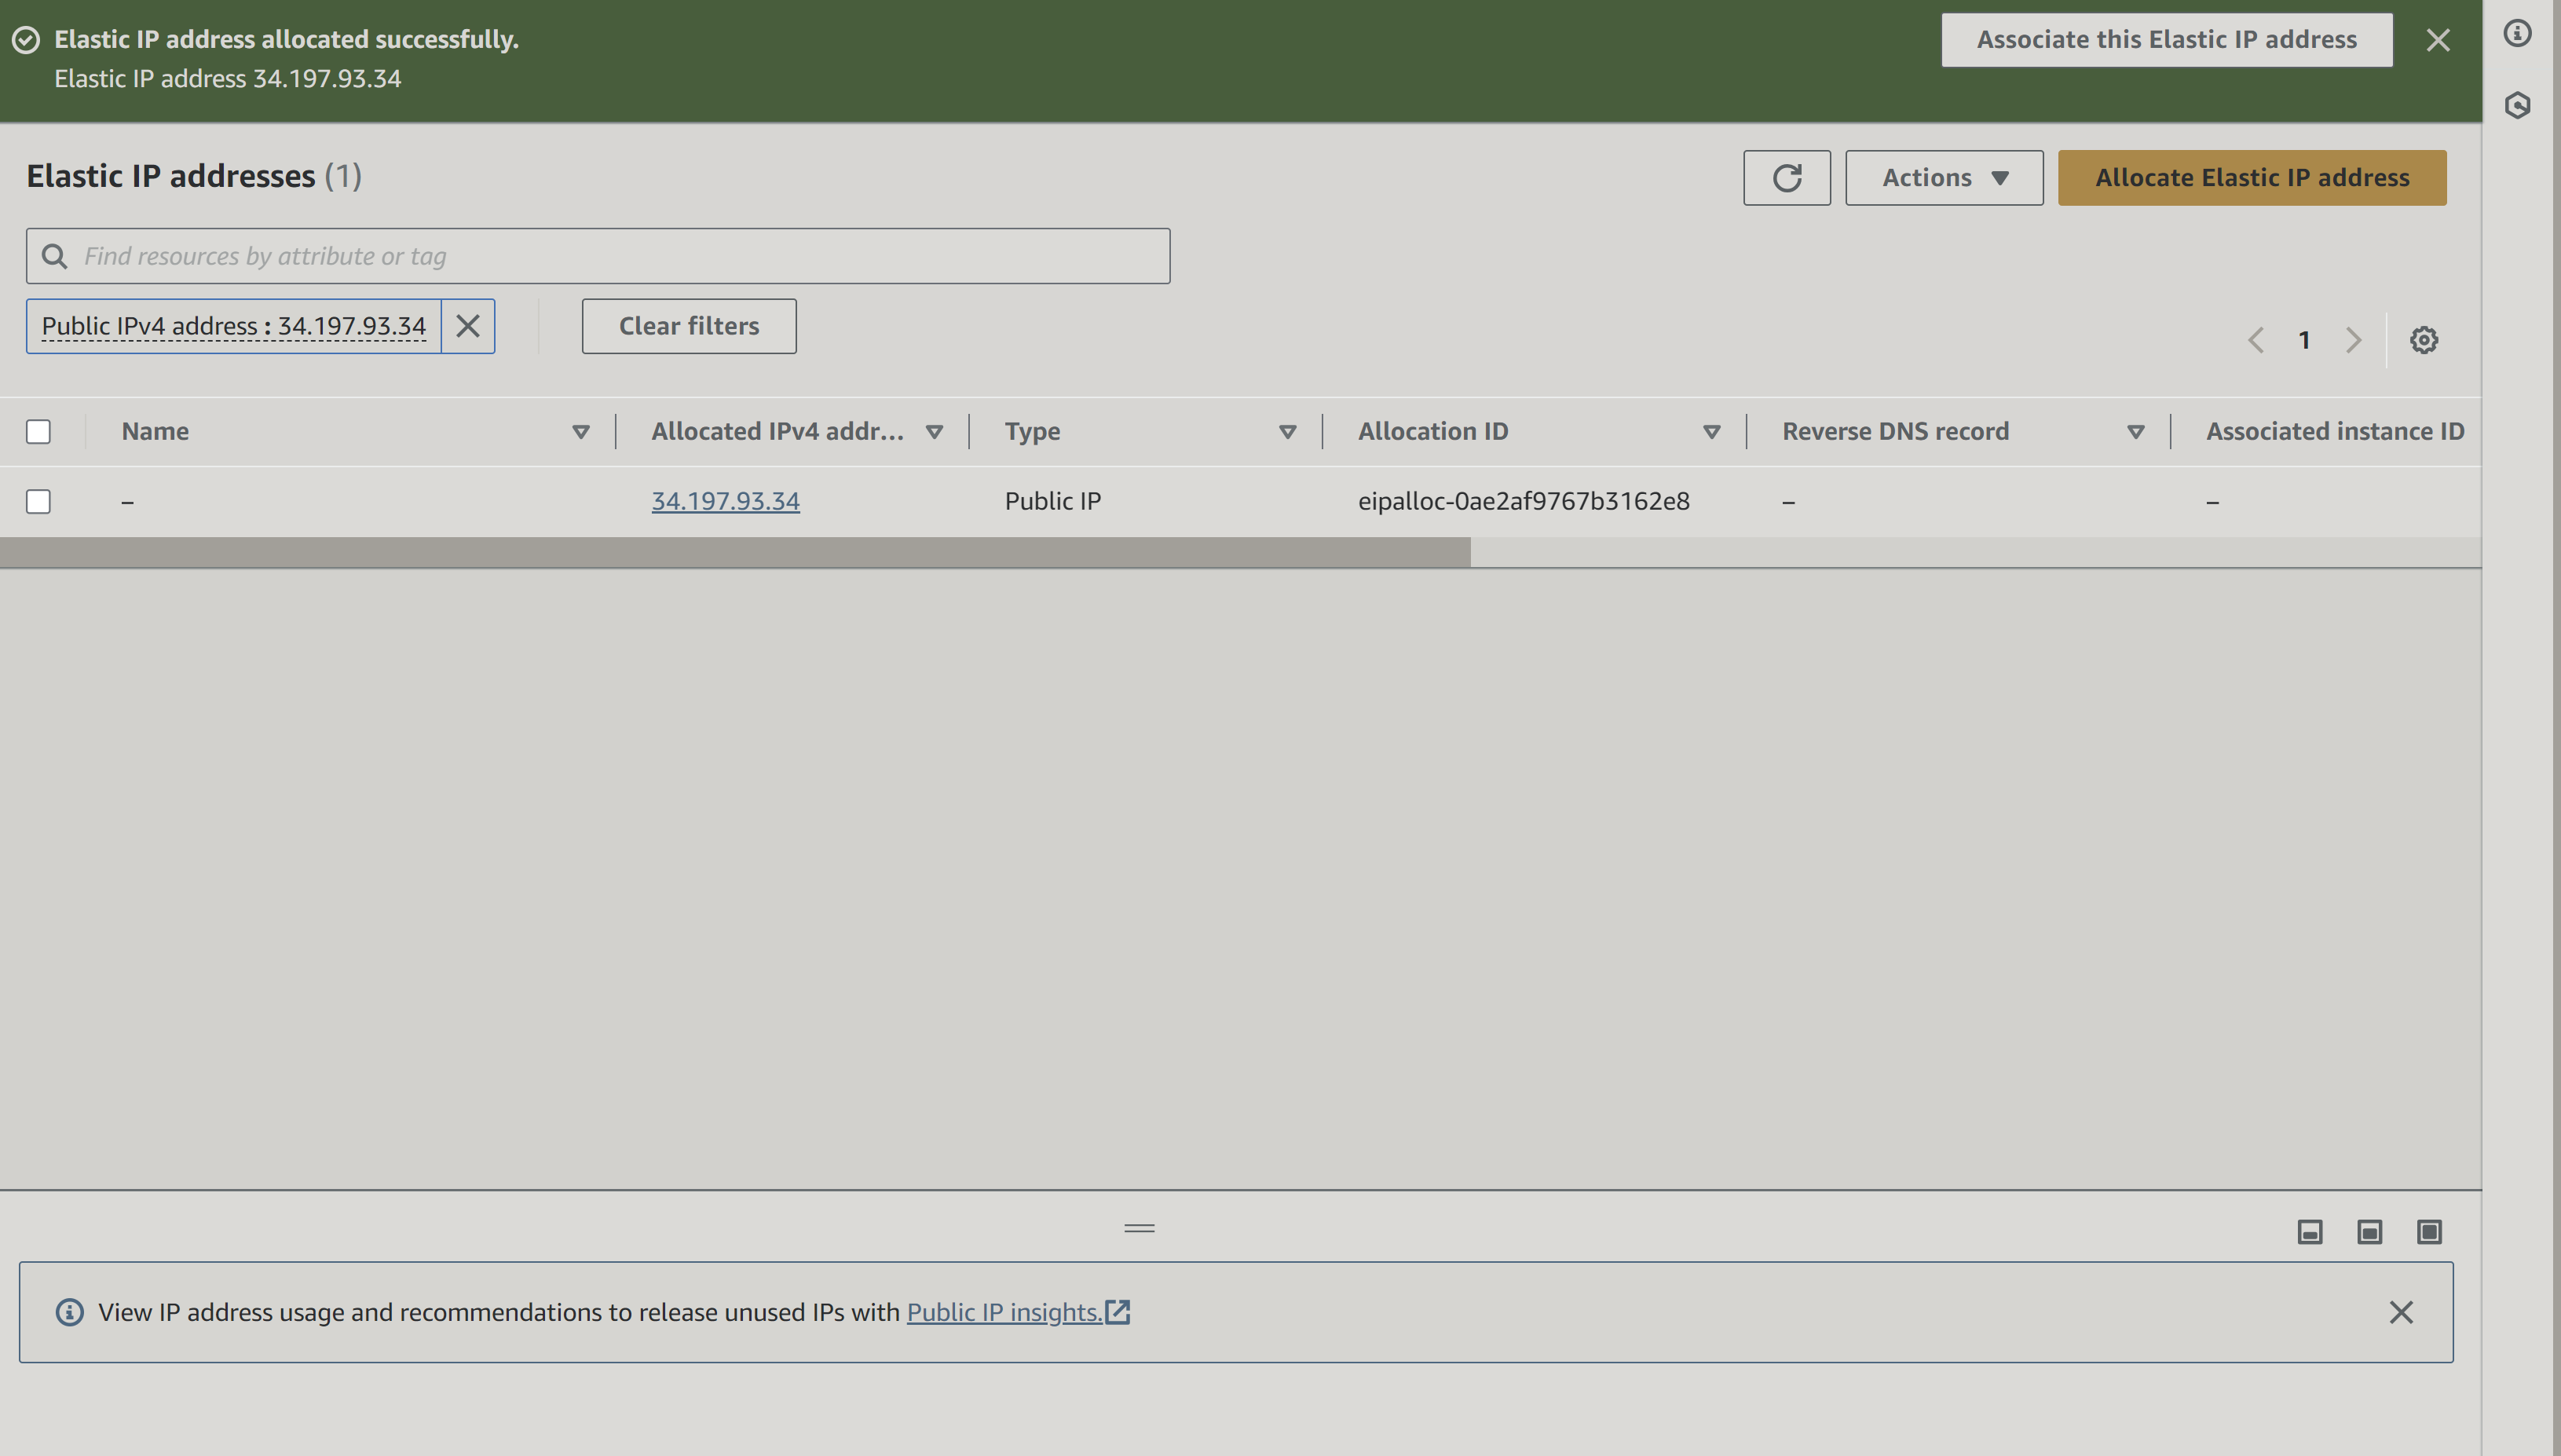 Elastic IP address allocated successfully.
Elastic IP address 34.197.93.34
Associate this Elastic IP address
Elastic IP addresses (1)
Actions
Allocate Elastic IP address
Find resources by attribute or tag
Public IPv4 address : 34.197.93.34
Clear filters
1
Name
Allocated IPv4 addr...
Type
Allocation ID
Reverse DNS record
Associated instance ID
–
34.197.93.34
Public IP
eipalloc-0ae2af9767b3162e8
–
–
View IP address usage and recommendations to release unused IPs with Public IP insights.